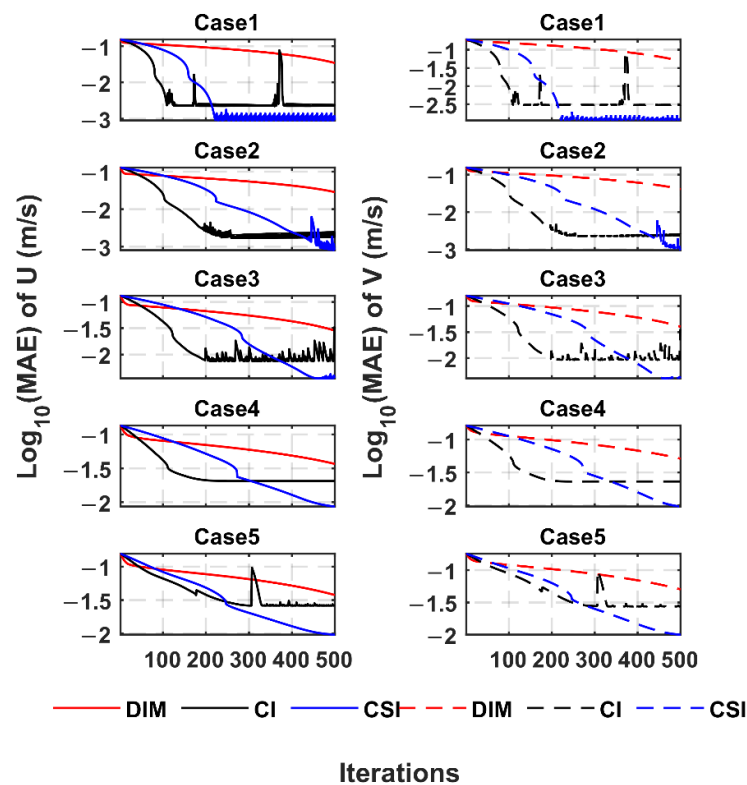 Case1 Case1
−1
−2
−3
−1
−1.5
−2
−2.5
Case2 Case2
−1
−2
−3
−1
−2
−3
Case3 Case3
−1
−1.5
−2
−1
−1.5
−2
Case4 Case4
−1
−1.5
−2
−1
−1.5
−2
Case5 Case5
−1
−1.5
−2
−1
−1.5
−2
Log10(MAE) of U (m/s)
Log10(MAE) of V (m/s)
100 200 300 400 500
100 200 300 400 500
DIM CI CSI DIM CI CSI
Iterations